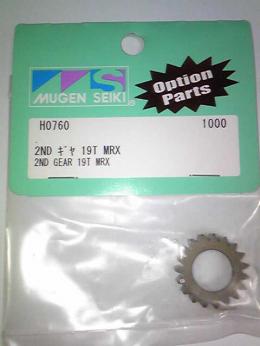 MUGEN SEIKI
Option
Parts
H0760 1000
2ND ｷﾞﾔ 19T MRX
2ND GEAR 19T MRX